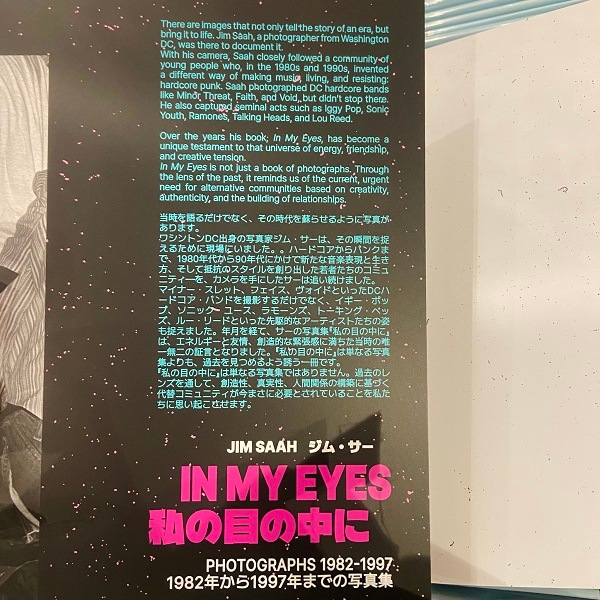 There are images that not only tell the story of an era, but
bring it to life. Jim Saah, a photographer from Washington
DC, was there to document it.
With his camera, Saah closely followed a community of
young people who, in the 1980s and 1990s, invented
a different way of making music, living, and resisting:
hardcore punk. Saah photographed DC hardcore bands
like Minor Threat, Faith, and Void, but didn't stop there.
He also captured seminal acts such as Iggy Pop, Sonic
Youth, Ramones, Talking Heads, and Lou Reed.
Over the years his book, In My Eyes, has become a
unique testament to that universe of energy, friendship,
and creative tension.
In My Eyes is not just a book of photographs. Through
the lens of the past, it reminds us of the current, urgent
need for alternative communities based on creativity,
authenticity, and the building of relationships.
当時を語るだけでなく、その時代を蘇らせるように写真が
あります。
ワシントンDC出身の写真家ジム・サーは、その瞬間を捉
えるために現場にいました。。ハードコアからパンクま
で、1980年代から90年代にかけて新たな音楽表現と生き
方、そして抵抗のスタイルを創り出した若者たちのコミュ
ニティーを、カメラを手にしたサーは追い続けました。
マイナー・スレット、フェイス、ヴォイドといったDCハ
ードコア・バンドを撮影するだけでなく、イギー・ポッ
プ、ソニック・ユース、ラモーンズ、トーキング・ヘッ
ズ、ルー・リードといった先駆的なアーティストたちの姿
も捉えました。年月を経て、サーの写真集『私の目の中に』
は、エネルギーと友情、創造的な緊張感に満ちた当時の唯
一無二の証言となりました。『私の目の中に』は単なる写真
集よりも、過去を見つめるよう誘う一冊です。
『私の目の中に』は単なる写真集ではありません。過去のレ
ンズを通して、創造性、真実性、人間関係の構築に基づく
代替コミュニティが今まさに必要とされていることを私た
ちに思い起こさせます。
JIM SAAH ジム・サー
IN MY EYES
私の目の中に
PHOTOGRAPHS 1982-1997
1982年から1997年までの写真集